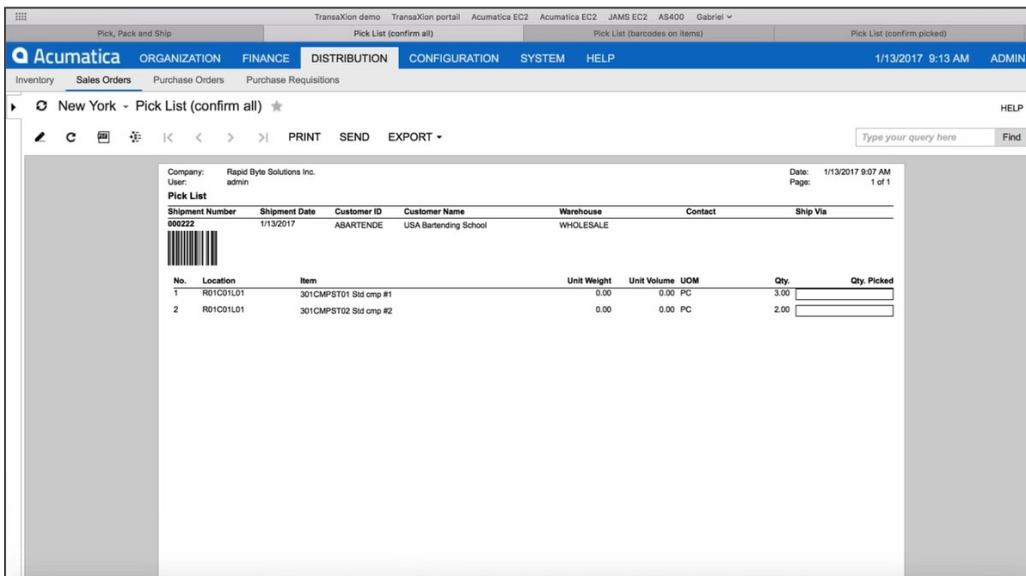 TransaXion demo TransaXion portail Acumatica EC2 Acumatica EC2 JAMS EC2 AS400 Gabriel
Pick, Pack and Ship Pick List (confirm all) Pick List (barcodes on items) Pick List (confirm picked)
Acumatica ORGANIZATION FINANCE DISTRIBUTION CONFIGURATION SYSTEM HELP 1/13/2017 9:13 AM ADMIN
Inventory Sales Orders Purchase Orders Purchase Requisitions
New York - Pick List (confirm all) HELP
PRINT SEND EXPORT Type your query here Find
Company: Rapid Byte Solutions Inc. Date: 1/13/2017 9:07 AM
User: admin Page: 1 of 1
Pick List
Shipment Number Shipment Date Customer ID Customer Name Warehouse Contact Ship Via
000222 1/13/2017 ABARTENDE USA Bartending School WHOLESALE
No. Location Item Unit Weight Unit Volume UOM Qty. Qty. Picked
1 R01C01L01 301CMPST01 Std cmp #1 0.00 0.00 PC 3.00
2 R01C01L01 301CMPST02 Std cmp #2 0.00 0.00 PC 2.00